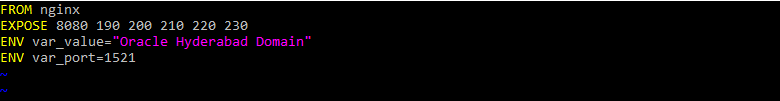 FROM nginx
EXPOSE 8080 190 200 210 220 230
ENV var_value="Oracle Hyderabad Domain"
ENV var_port=1521
~
~